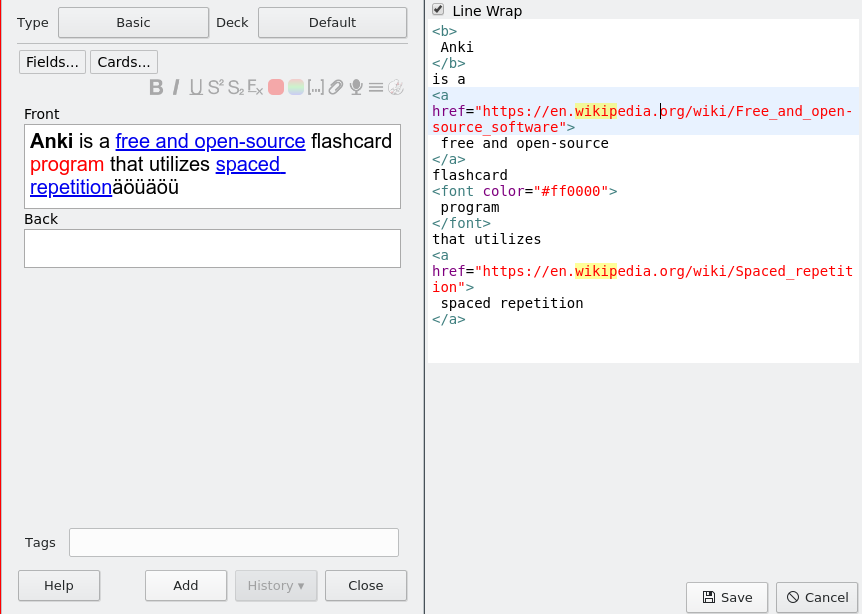 Type Basic Deck Default
Fields... Cards...
B I U S² S₂ Eₓ [...]
Front
Anki is a free and open-source flashcard
program that utilizes spaced
repetitionäöüäöü
Back
Tags
Help Add History ▾ Close
Line Wrap
<b>
Anki
</b>
is a
<a
href="https://en.wikipedia.org/wiki/Free_and_open-
source_software">
free and open-source
</a>
flashcard
<font color="#ff0000">
program
</font>
that utilizes
<a
href="https://en.wikipedia.org/wiki/Spaced_repetit
ion">
spaced repetition
</a>
Save Cancel